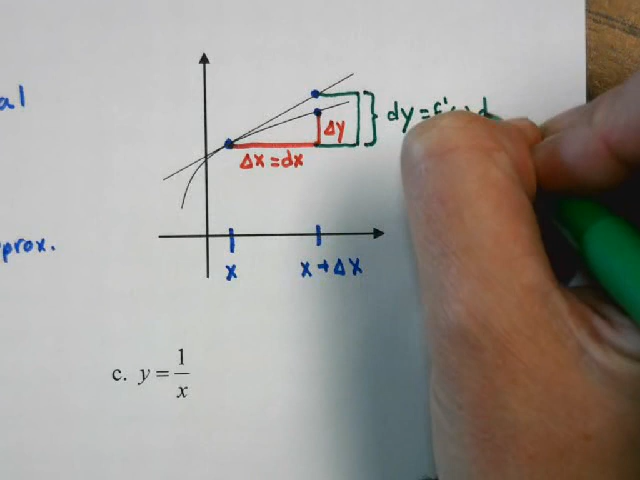 al
dy = f'
Δy
Δx = dx
prox.
x
x + Δx
c. y = 1/x